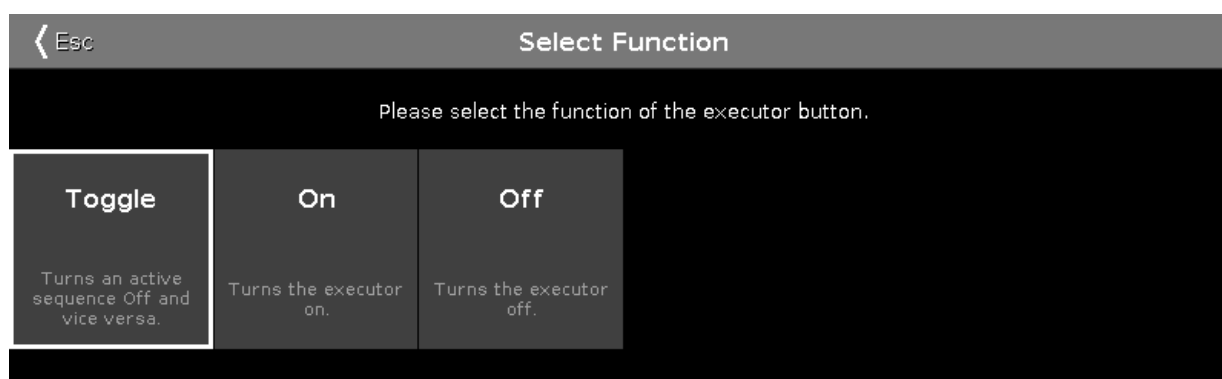 Esc
Select Function
Please select the function of the executor button.
Toggle
On
Off
Turns an active
sequence Off and
vice versa.
Turns the executor
on.
Turns the executor
off.